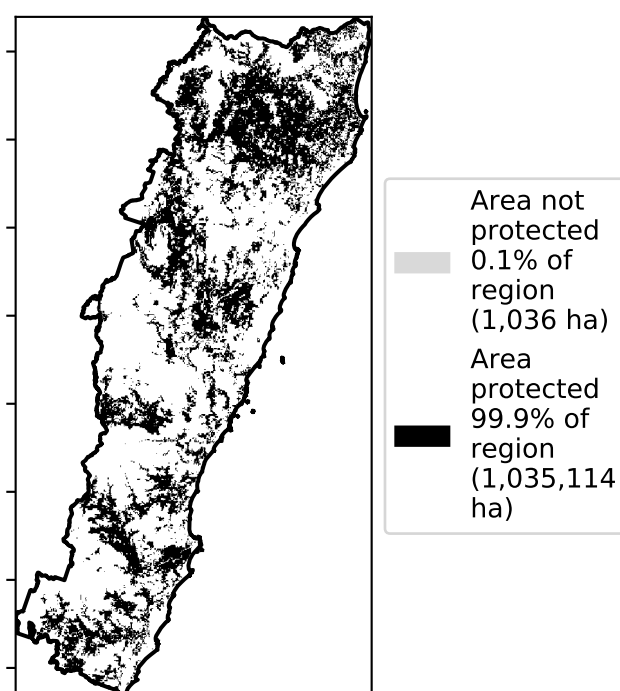 Area not
protected
0.1% of
region
(1,036 ha)
Area
protected
99.9% of
region
(1,035,114
ha)